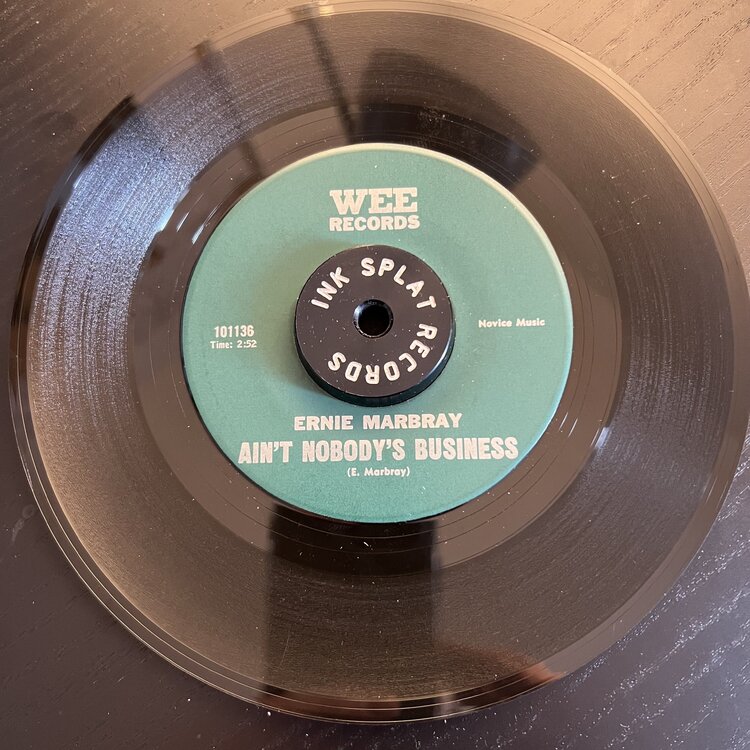 WEE
RECORDS
INK SPLAT RECORDS
101136
Time: 2:52
Novice Music
ERNIE MARBRAY
AIN'T NOBODY'S BUSINESS
(E. Marbray)